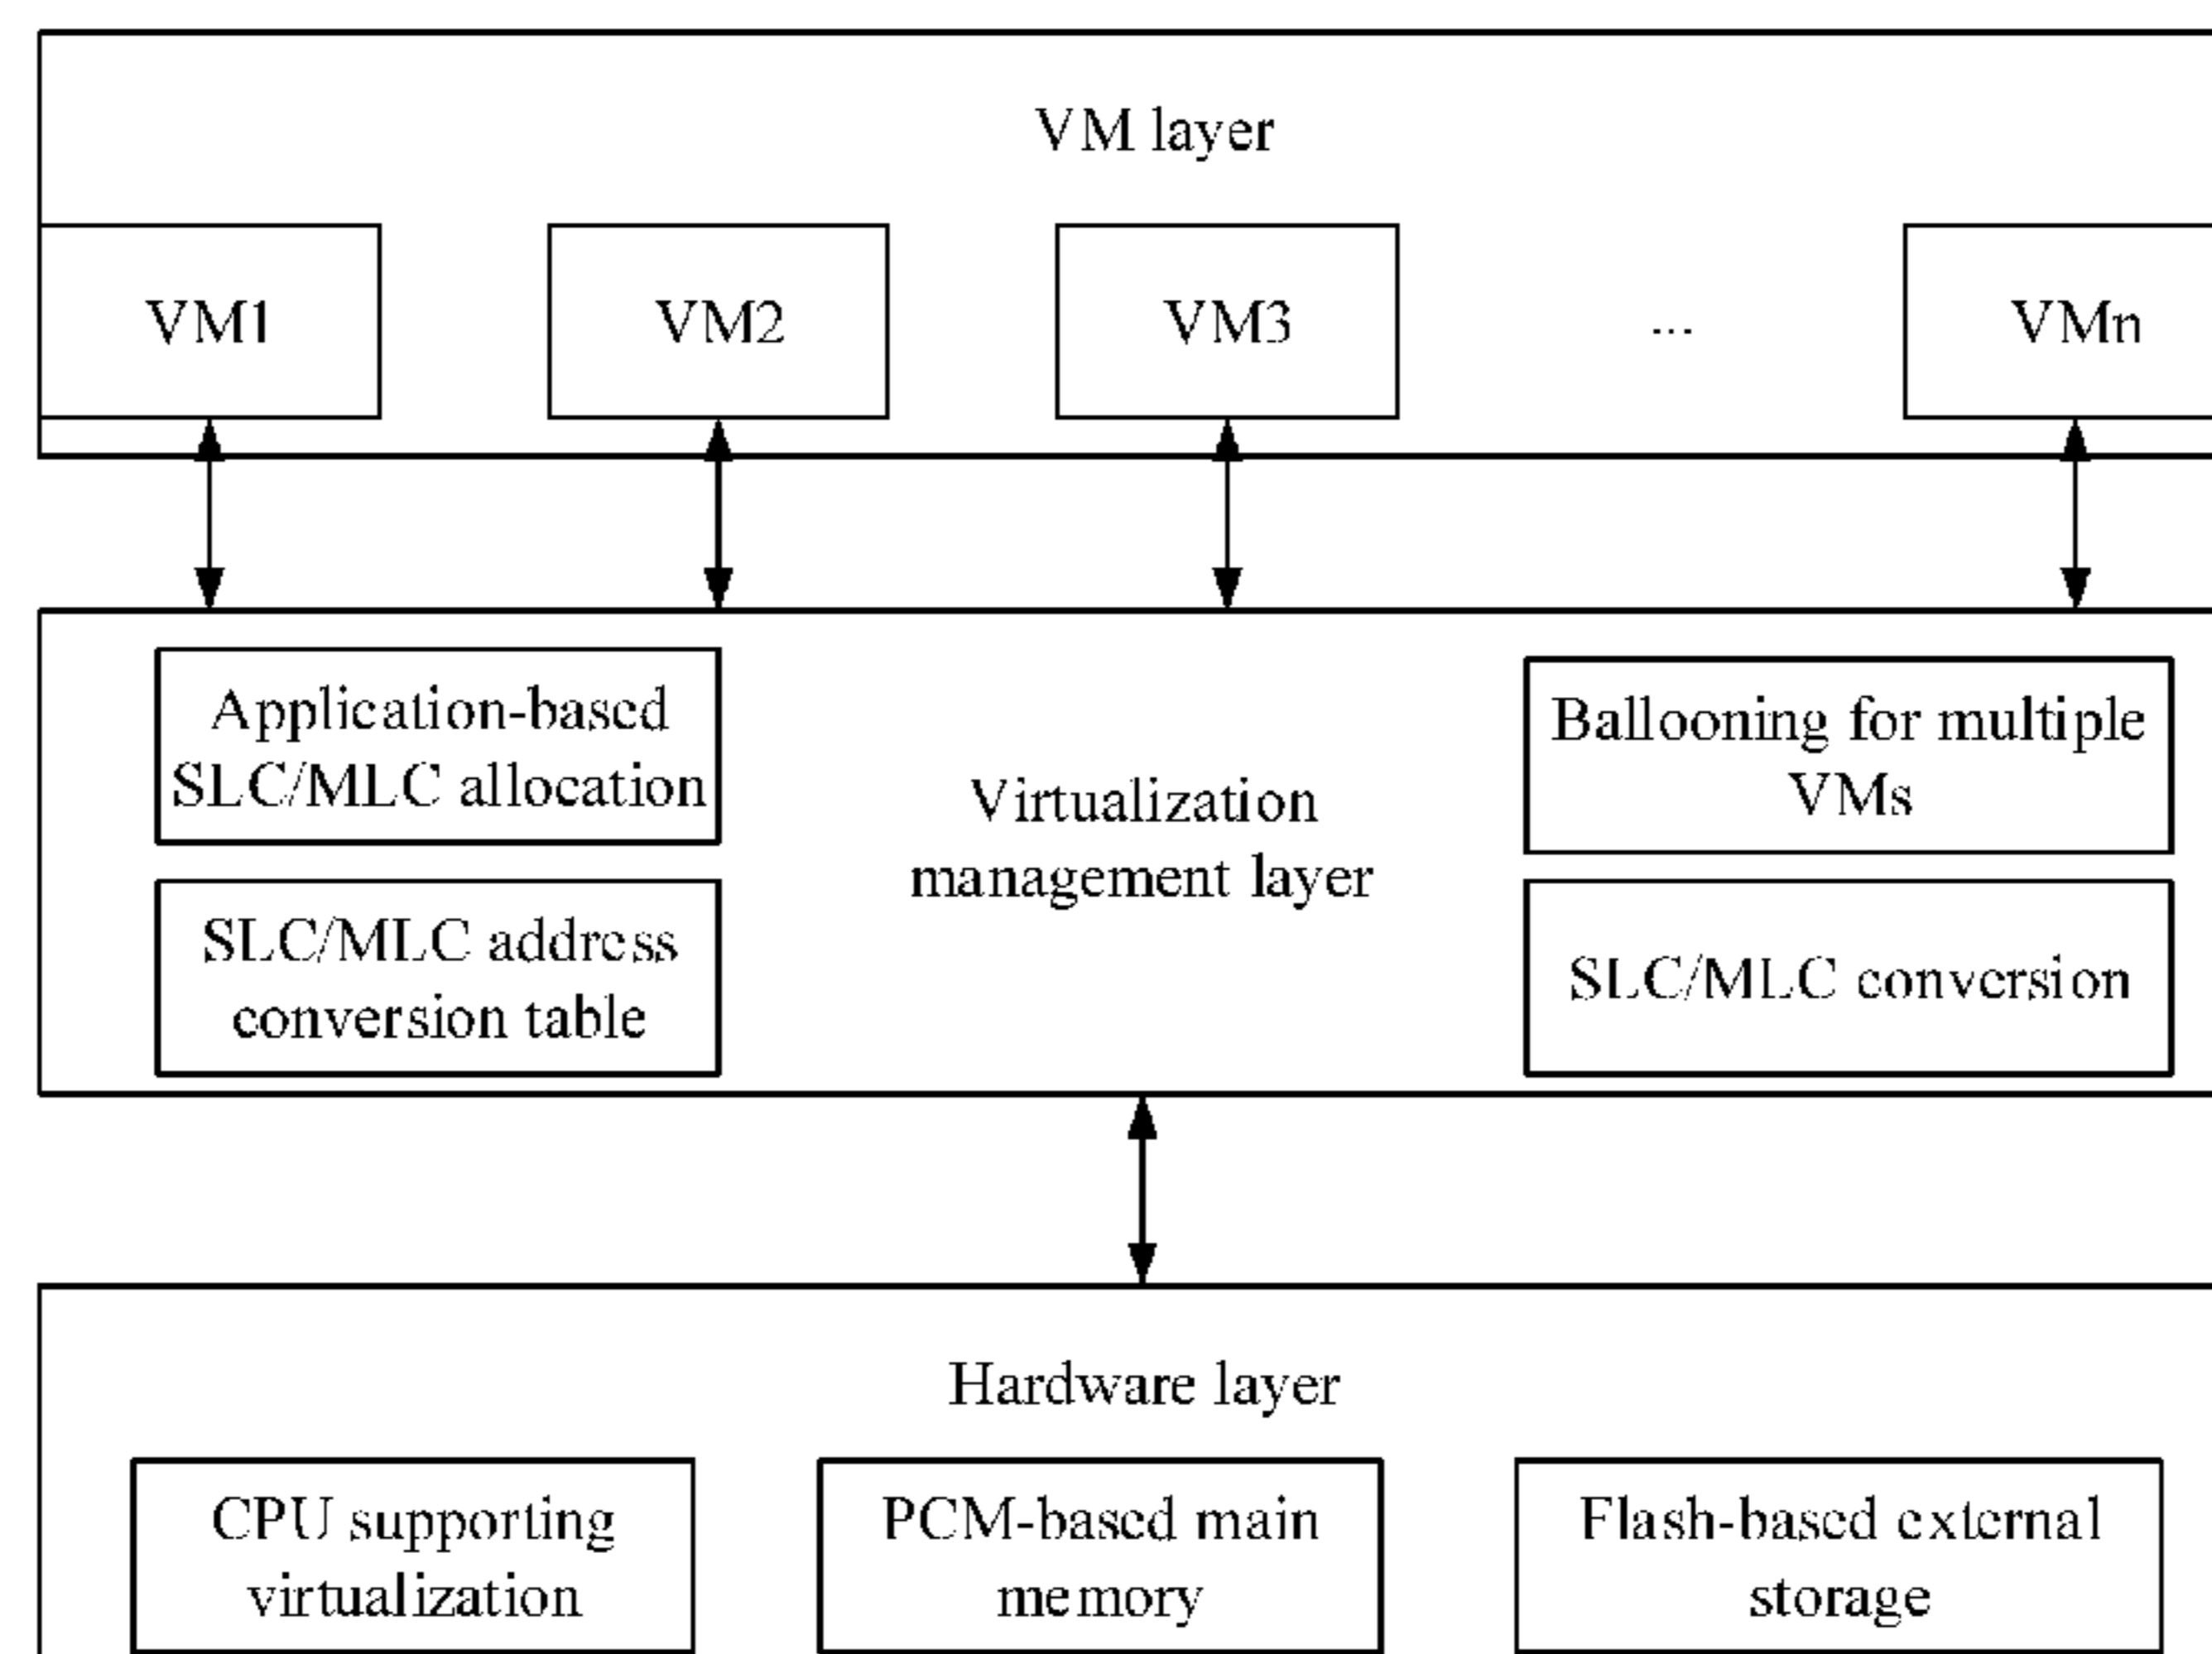 VM layer
VM1
VM2
VM3
...
VMn
Application-based
SLC/MLC allocation
SLC/MLC address
conversion table
Virtualization
management layer
Ballooning for multiple
VMs
SLC/MLC conversion
Hardware layer
CPU supporting
virtualization
PCM-based main
memory
Flash-based external
storage